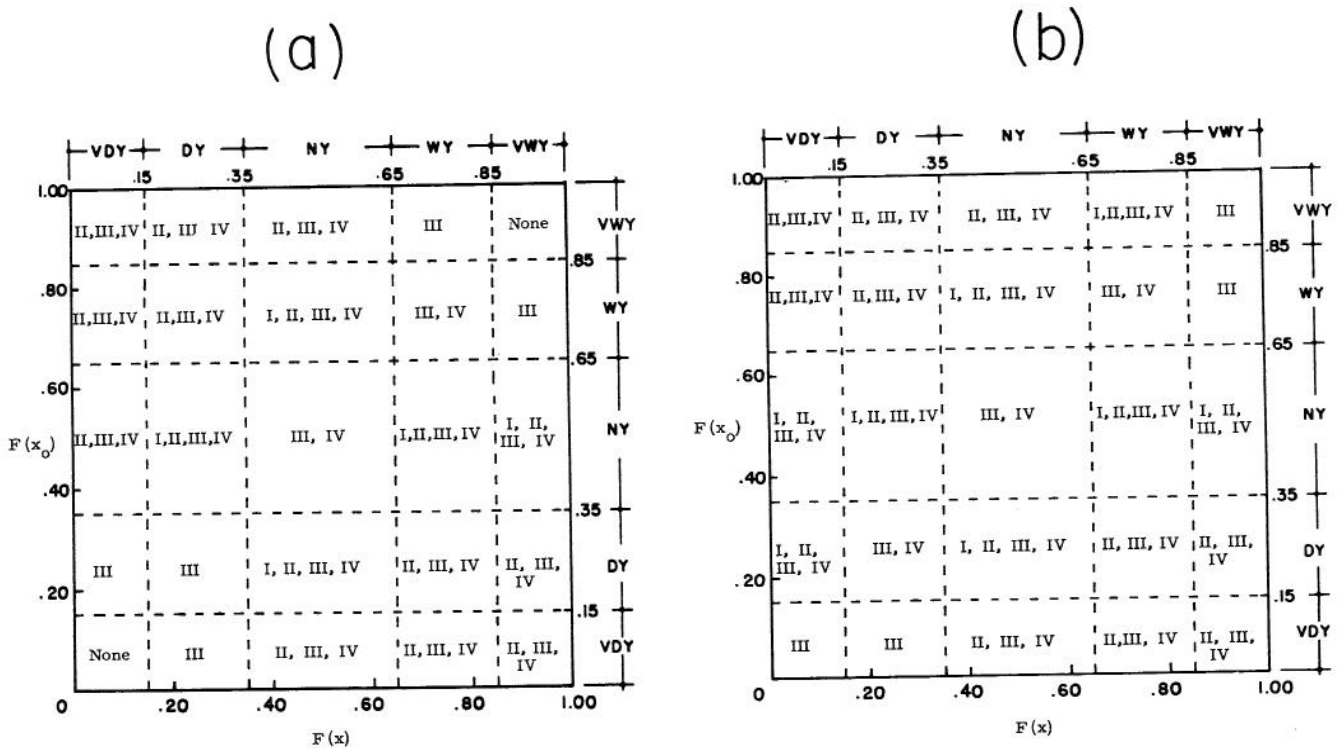 (a)
VDY DY NY WY VWY
.15 .35 .65 .85
1.00
II,III,IV II, III IV II, III, IV III None VWY
.85
.80
II,III,IV II,III, IV I, II, III, IV III, IV III WY
.65
.60
F(x₀) II,III,IV I,II,III,IV III, IV I,II,III,IV I, II, NY
III, IV
.40
.35
III III I, II, III, IV II, III, IV II, III, DY
IV
.20
.15
None III II, III, IV II, III, IV II, III, VDY
IV
0 .20 .40 .60 .80 1.00
F(x)
(b)
VDY DY NY WY VWY
.15 .35 .65 .85
1.00
II,III,IV II, III, IV II, III, IV I,II,III,IV III VWY
.85
.80
II,III,IV II, III, IV I, II, III, IV III, IV III WY
.65
.60
F(x₀) I, II, I,II,III,IV III, IV I,II,III,IV I, II, NY
III, IV III, IV
.40
.35
I, II, III, IV I, II, III, IV II, III, IV II, III, DY
III, IV IV
.20
.15
III III II, III, IV II,III, IV II, III, VDY
IV
0 .20 .40 .60 .80 1.00
F(x)